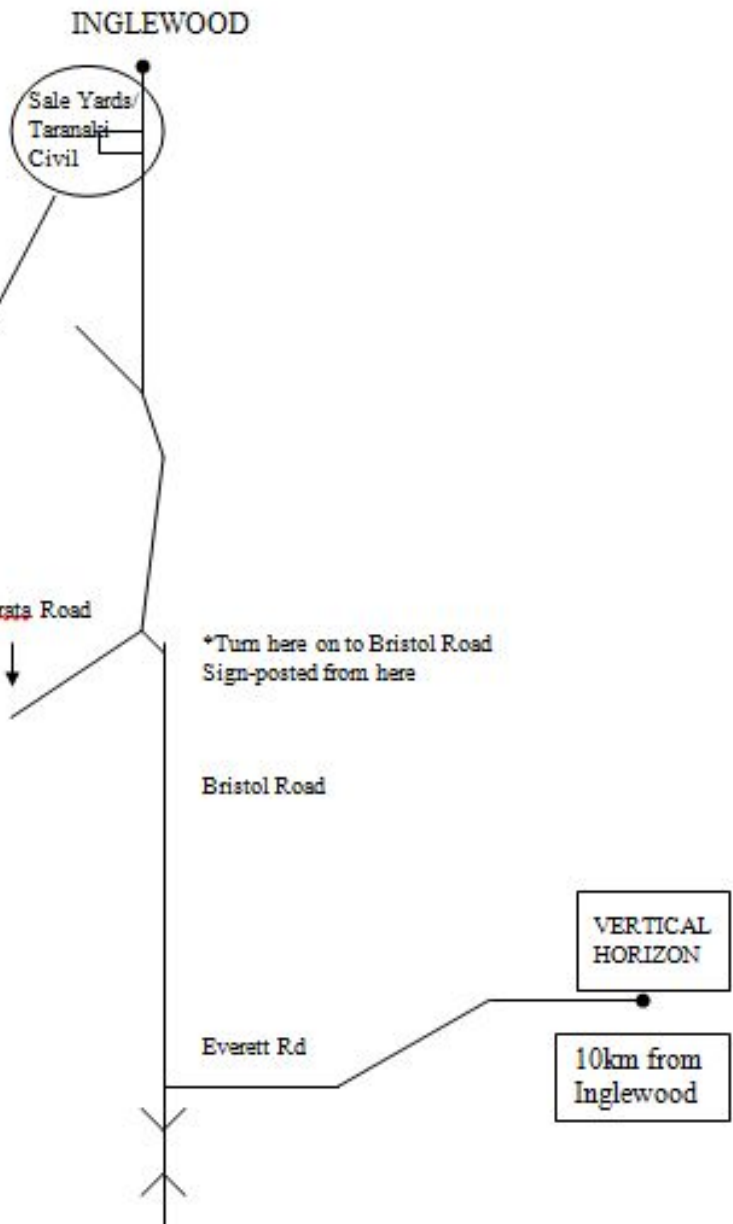 INGLEWOOD
Sale Yards/
Taranaki
Civil
rata Road
*Turn here on to Bristol Road
Sign-posted from here
Bristol Road
VERTICAL
HORIZON
Everett Rd
10km from
Inglewood